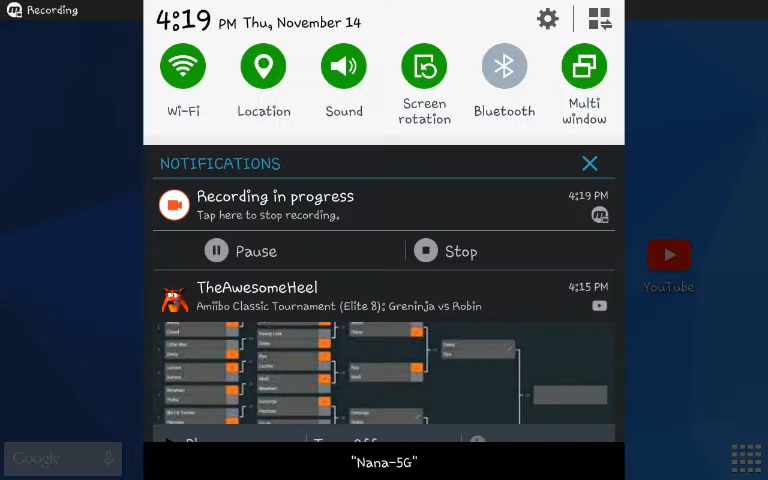 Recording
4:19 PM Thu, November 14
Wi-Fi
Location
Sound
Screen rotation
Bluetooth
Multi window
NOTIFICATIONS
Recording in progress
4:19 PM
Tap here to stop recording.
Pause
Stop
TheAwesomeHeel
4:15 PM
Amiibo Classic Tournament (Elite 8): Greninja vs Robin
YouTube
Google
"Nana-5G"